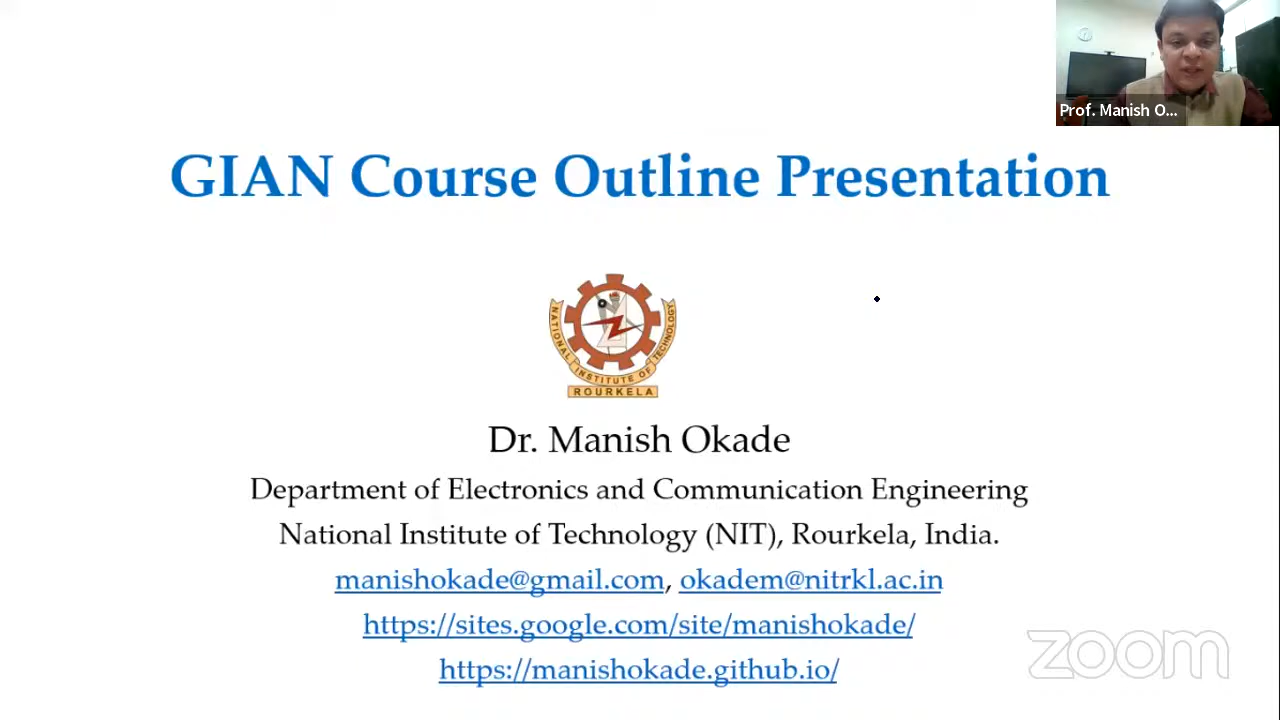 Prof. Manish O...
GIAN Course Outline Presentation
NATIONAL INSTITUTE OF TECHNOLOGY
ROURKELA
Dr. Manish Okade
Department of Electronics and Communication Engineering
National Institute of Technology (NIT), Rourkela, India.
manishokade@gmail.com, okadem@nitrkl.ac.in
https://sites.google.com/site/manishokade/
https://manishokade.github.io/
zoom